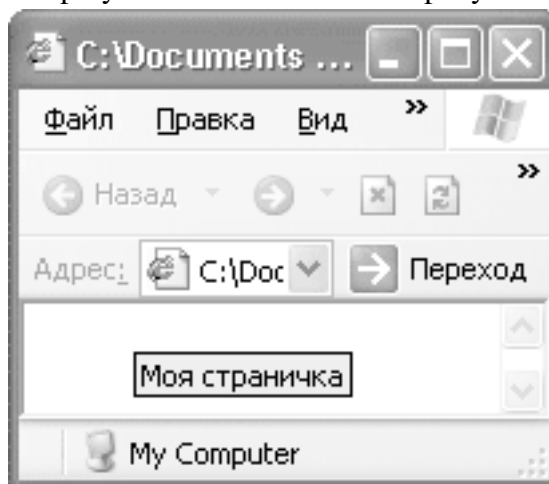 C:\Documents ...
Файл Правка Вид »
Назад »
Адрес: C:\Doc Переход
Моя страничка
My Computer